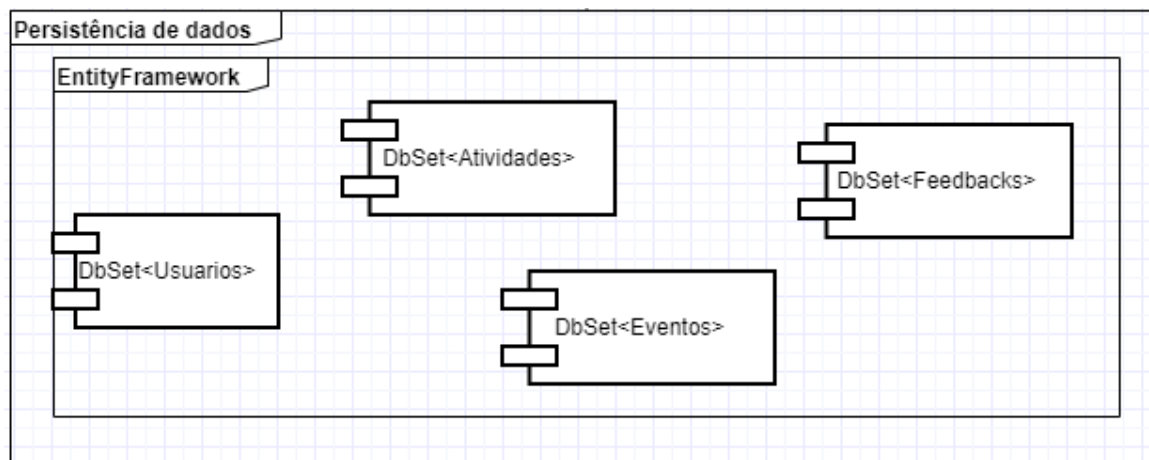 Persistência de dados
EntityFramework
DbSet<Atividades>
DbSet<Feedbacks>
DbSet<Usuarios>
DbSet<Eventos>